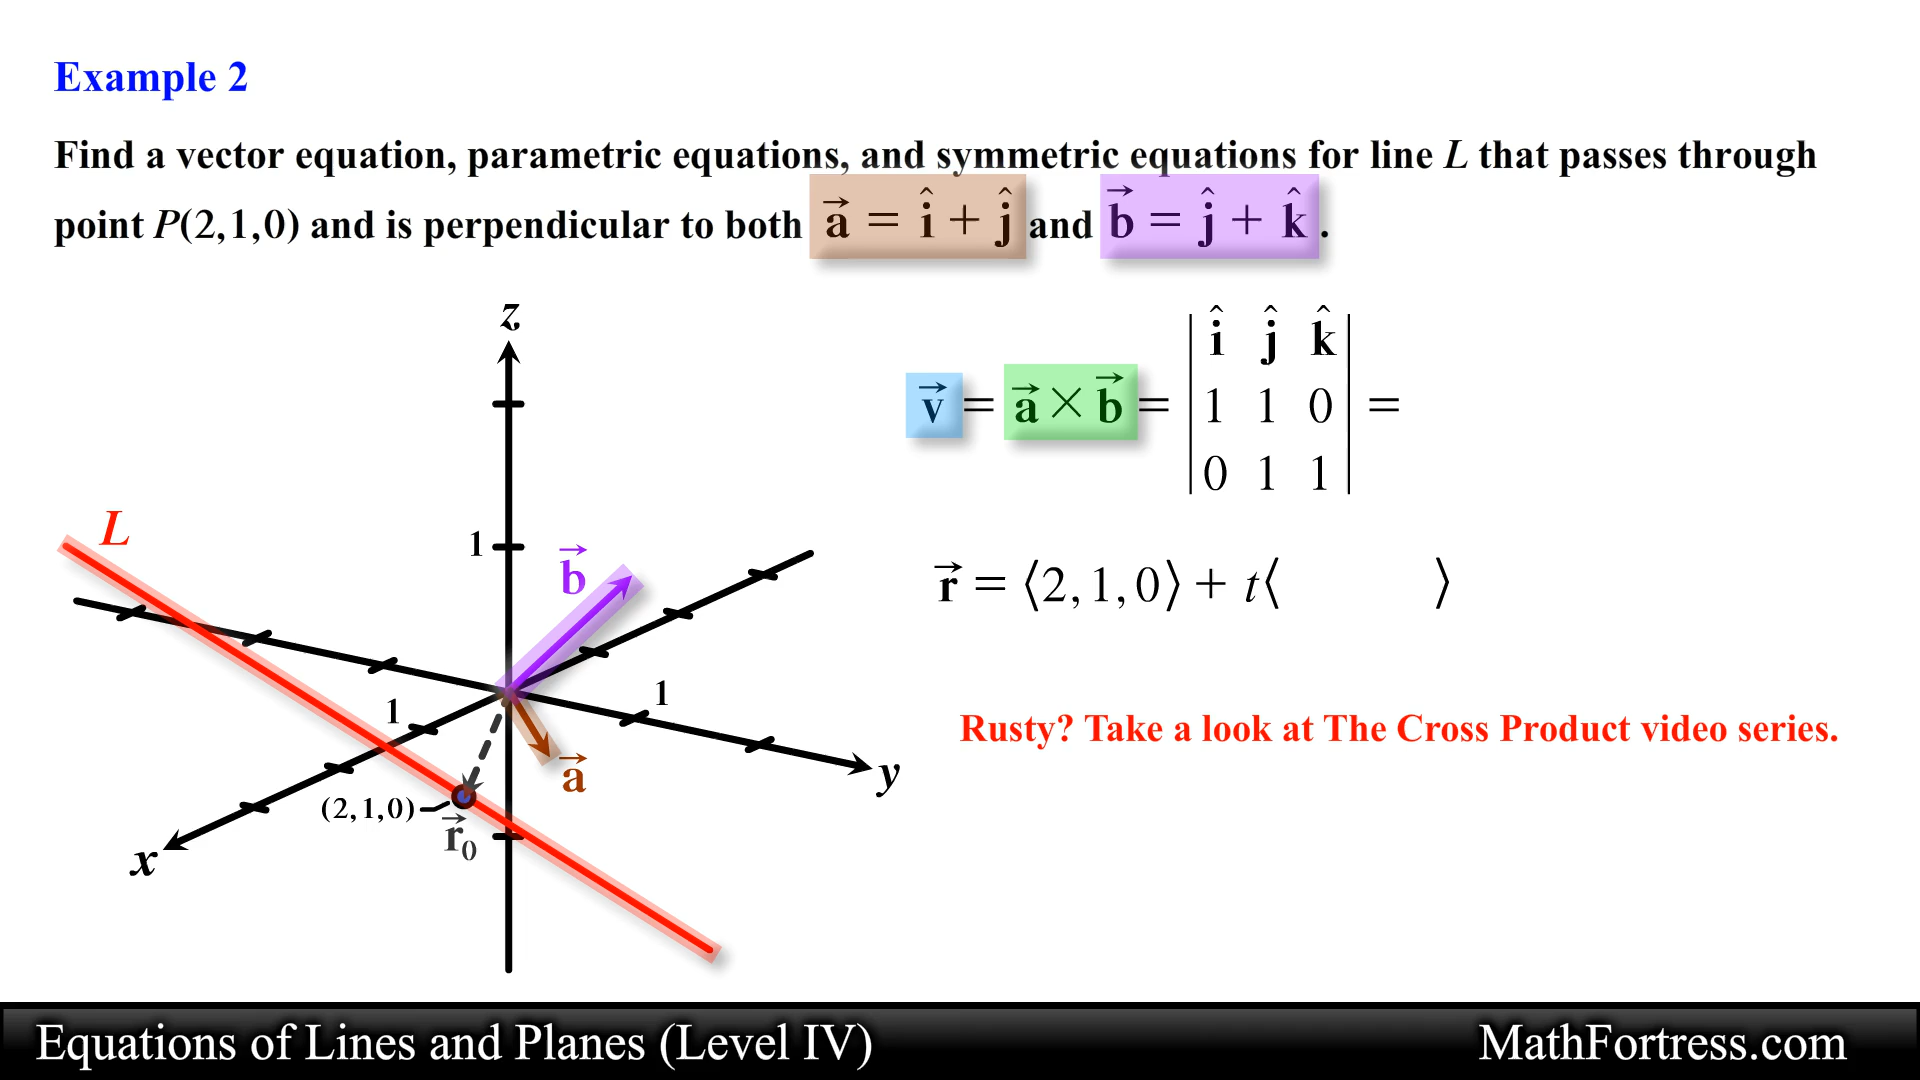 Example 2
Find a vector equation, parametric equations, and symmetric equations for line L that passes through
point P(2,1,0) and is perpendicular to both a⃗ = î + ĵ and b⃗ = ĵ + k̂ .
z
1
L
b⃗
1
1
a⃗
y
(2,1,0)
r⃗₀
x
v⃗ = a⃗ × b⃗ = | î ĵ k̂ | =
| 1 1 0 |
| 0 1 1 |
r⃗ = ⟨2,1,0⟩ + t⟨ ⟩
Rusty? Take a look at The Cross Product video series.
Equations of Lines and Planes (Level IV)
MathFortress.com